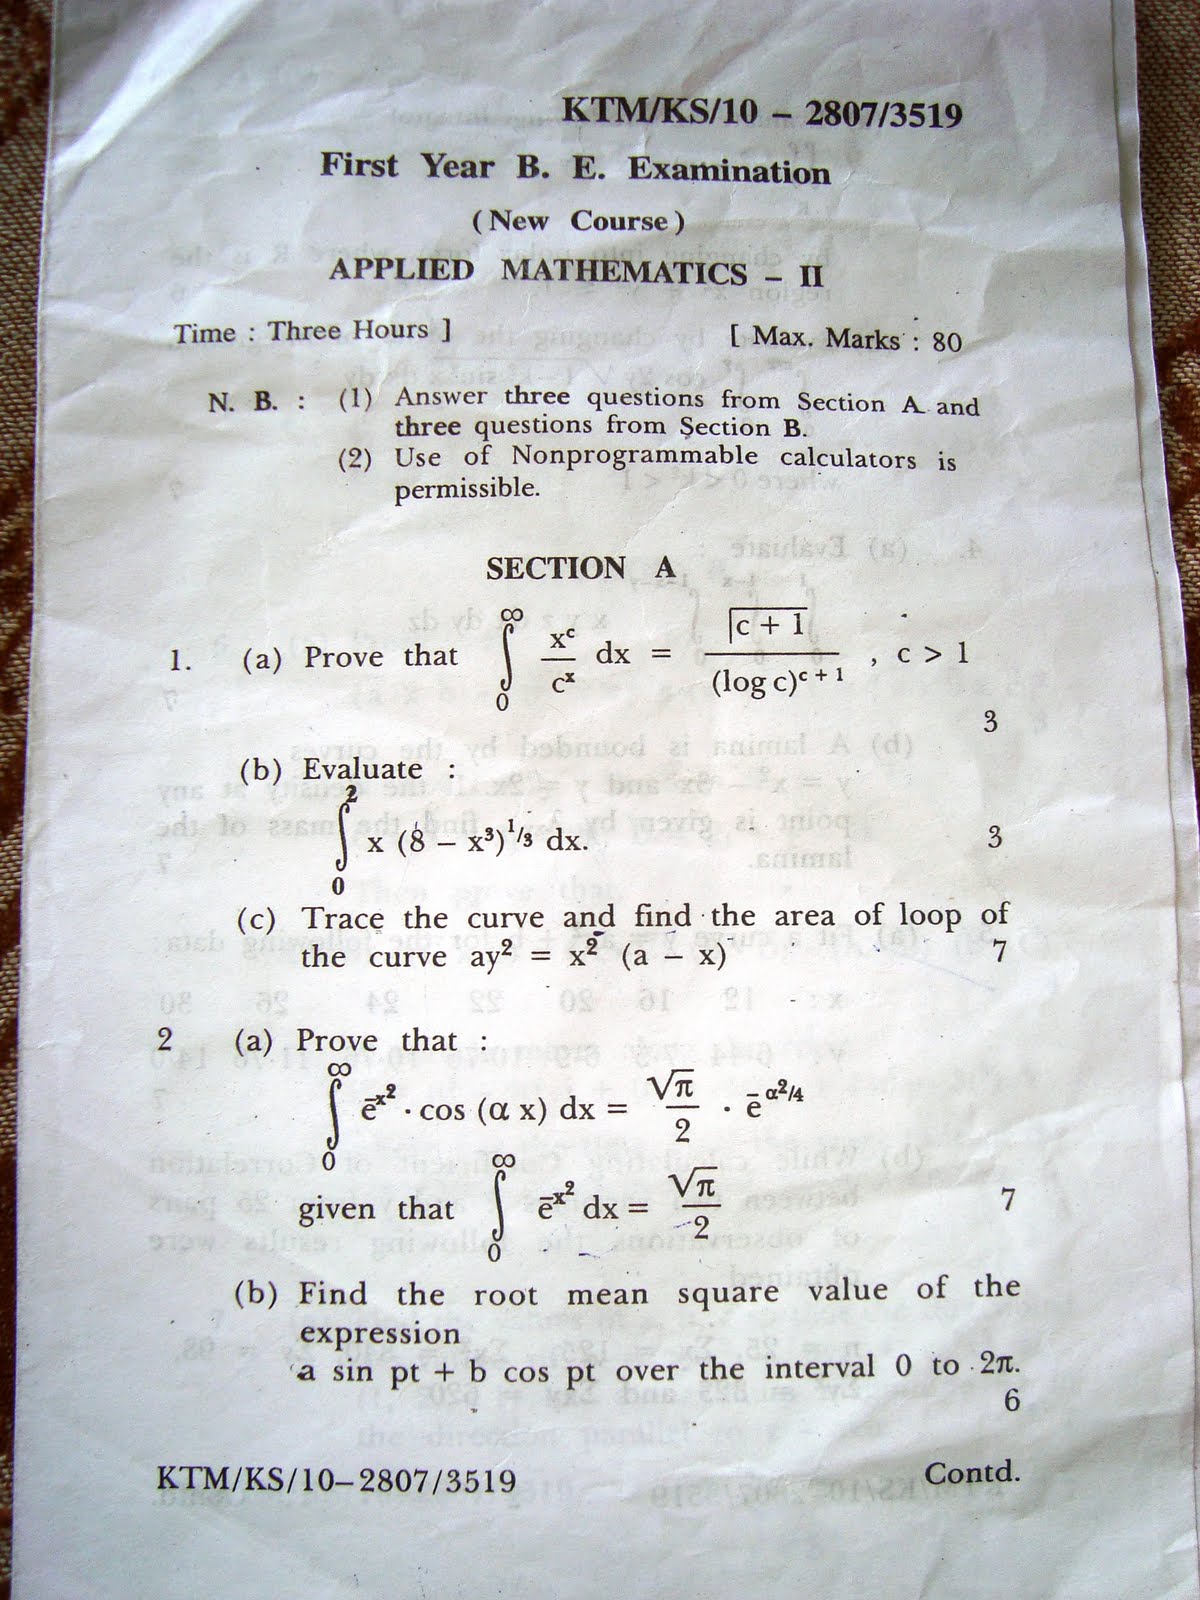 KTM/KS/10 – 2807/3519
First Year B. E. Examination
(New Course)
APPLIED MATHEMATICS – II
Time : Three Hours ] [ Max. Marks : 80
N. B. : (1) Answer three questions from Section A and
three questions from Section B.
(2) Use of Nonprogrammable calculators is
permissible.
SECTION A
1. (a) Prove that ∫₀^∞ x^c / c^x dx = Γ(c + 1) / (log c)^(c + 1) , c > 1
3
(b) Evaluate :
∫₀² x (8 – x³)^(1/3) dx. 3
(c) Trace the curve and find the area of loop of
the curve ay² = x² (a – x) 7
2 (a) Prove that :
∫₀^∞ e^(-x²) · cos (α x) dx = √π / 2 · e^(-α²/4)
given that ∫₀^∞ e^(-x²) dx = √π / 2 7
(b) Find the root mean square value of the
expression
a sin pt + b cos pt over the interval 0 to 2π.
6
KTM/KS/10–2807/3519 Contd.